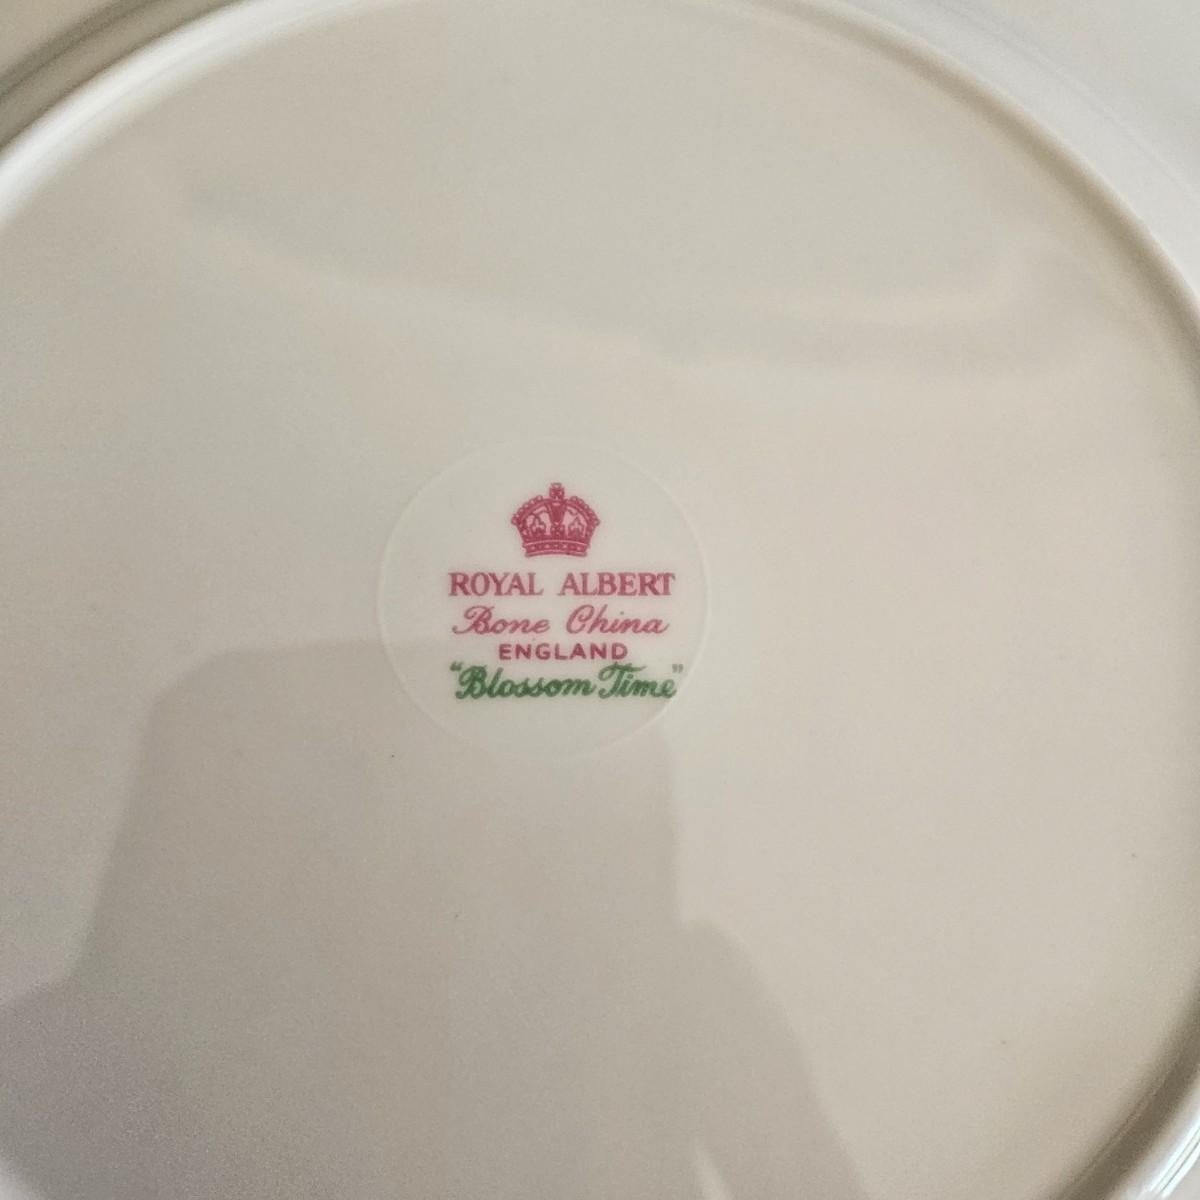 ROYAL ALBERT
Bone China
ENGLAND
"Blossom Time"